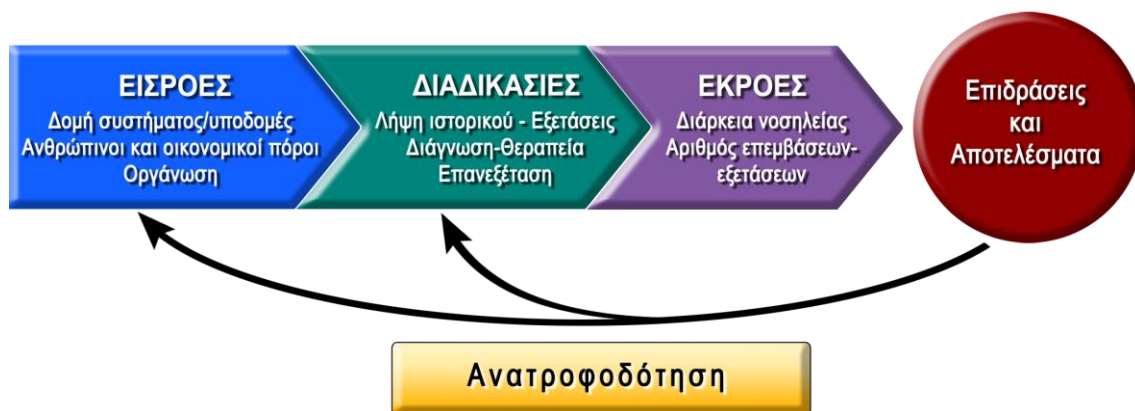 ΕΙΣΡΟΕΣ
Δομή συστήματος/υποδομές
Ανθρώπινοι και οικονομικοί πόροι
Οργάνωση
ΔΙΑΔΙΚΑΣΙΕΣ
Λήψη ιστορικού - Εξετάσεις
Διάγνωση-Θεραπεία
Επανεξέταση
ΕΚΡΟΕΣ
Διάρκεια νοσηλείας
Αριθμός επεμβάσεων-
εξετάσεων
Επιδράσεις
και
Αποτελέσματα
Ανατροφοδότηση